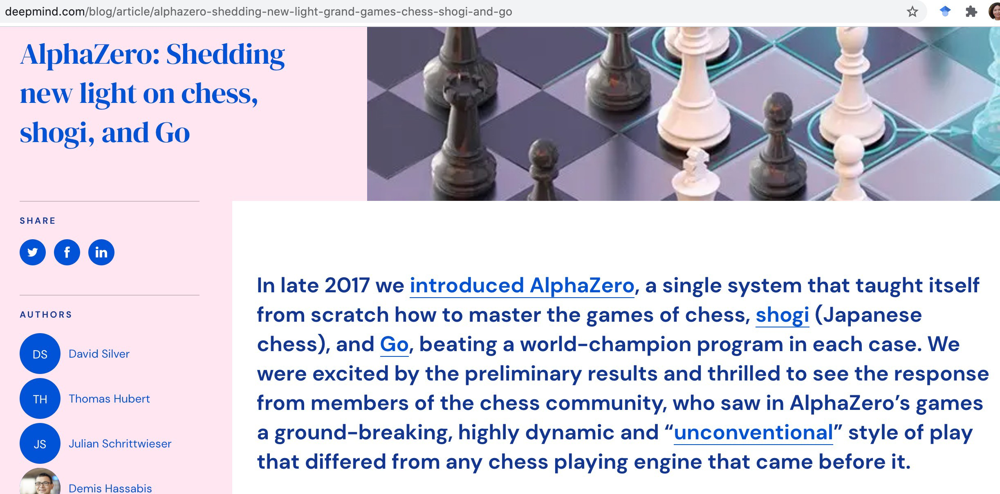 deepmind.com/blog/article/alphazero-shedding-new-light-grand-games-chess-shogi-and-go
AlphaZero: Shedding
new light on chess,
shogi, and Go
SHARE
f
in
AUTHORS
DS
David Silver
TH
Thomas Hubert
JS
Julian Schrittwieser
Demis Hassabis
In late 2017 we introduced AlphaZero, a single system that taught itself
from scratch how to master the games of chess, shogi (Japanese
chess), and Go, beating a world-champion program in each case. We
were excited by the preliminary results and thrilled to see the response
from members of the chess community, who saw in AlphaZero’s games
a ground-breaking, highly dynamic and “unconventional” style of play
that differed from any chess playing engine that came before it.